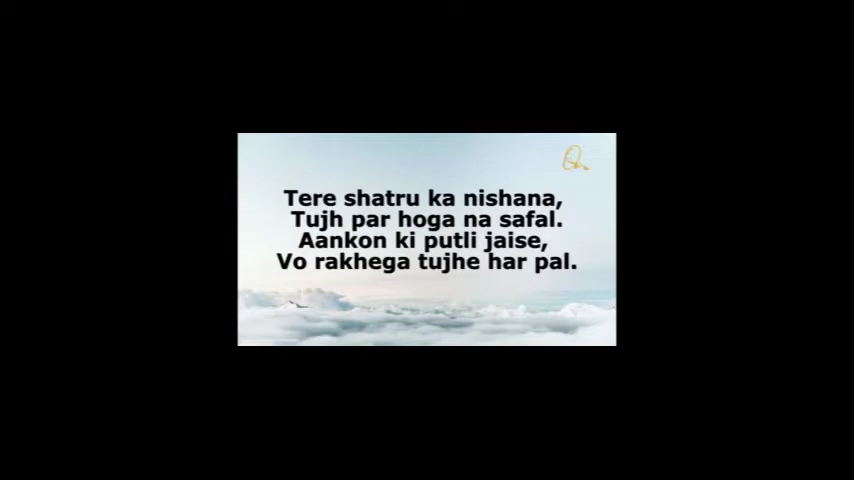 Tere shatru ka nishana,
Tujh par hoga na safal.
Aankon ki putli jaise,
Vo rakhega tujhe har pal.